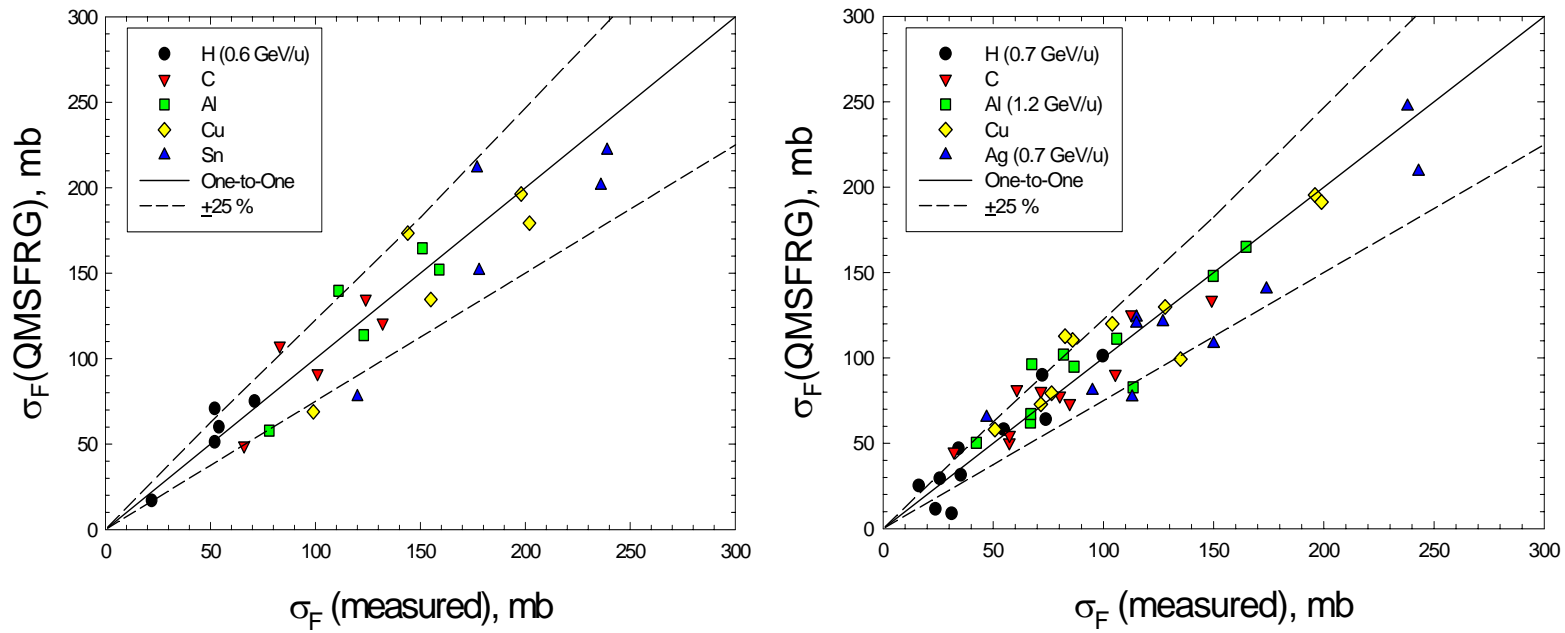 σF(QMSFRG), mb
300
250
200
150
100
50
0
H (0.6 GeV/u)
C
Al
Cu
Sn
One-to-One
±25 %
0 50 100 150 200 250 300
σF (measured), mb
σF(QMSFRG), mb
300
250
200
150
100
50
0
H (0.7 GeV/u)
C
Al (1.2 GeV/u)
Cu
Ag (0.7 GeV/u)
One-to-One
±25 %
0 50 100 150 200 250 300
σF (measured), mb